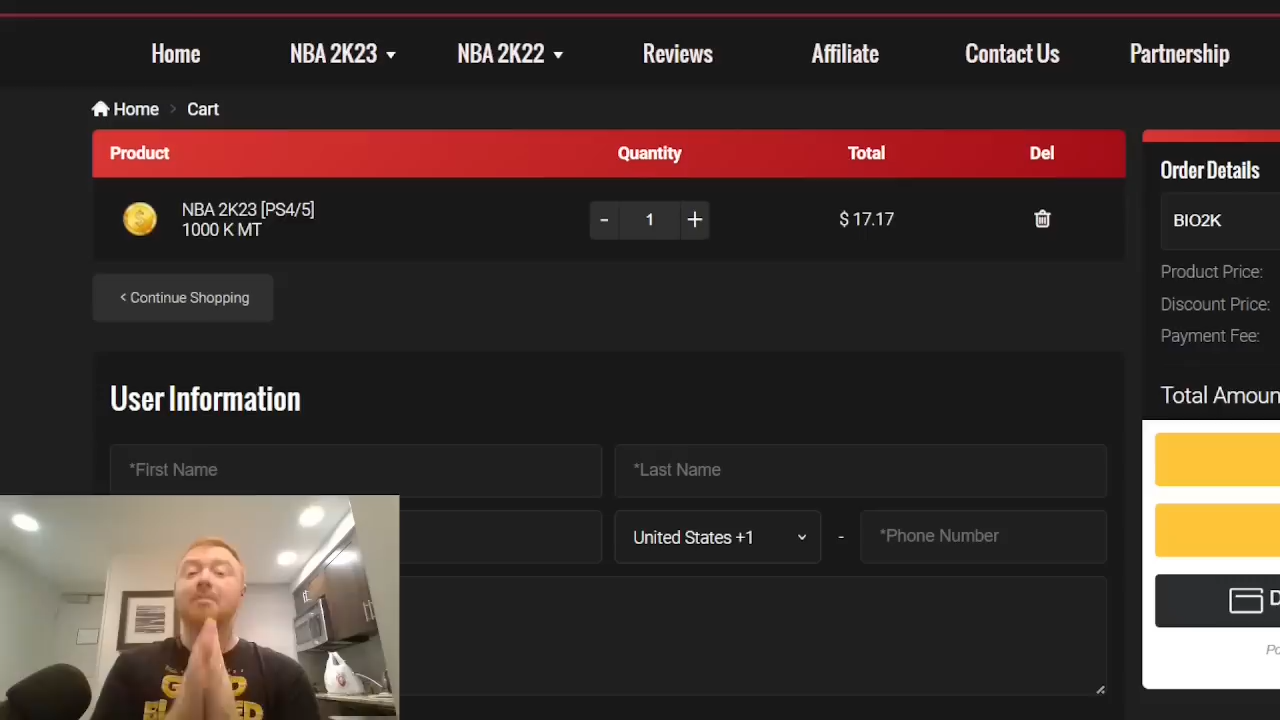 Home NBA 2K23 NBA 2K22 Reviews Affiliate Contact Us Partnership
Home > Cart
Product Quantity Total Del
NBA 2K23 [PS4/5]
1000 K MT
- 1 + $ 17.17
< Continue Shopping
User Information
*First Name *Last Name
United States +1 - *Phone Number
Order Details
BIO2K
Product Price:
Discount Price:
Payment Fee:
Total Amoun
D
Po